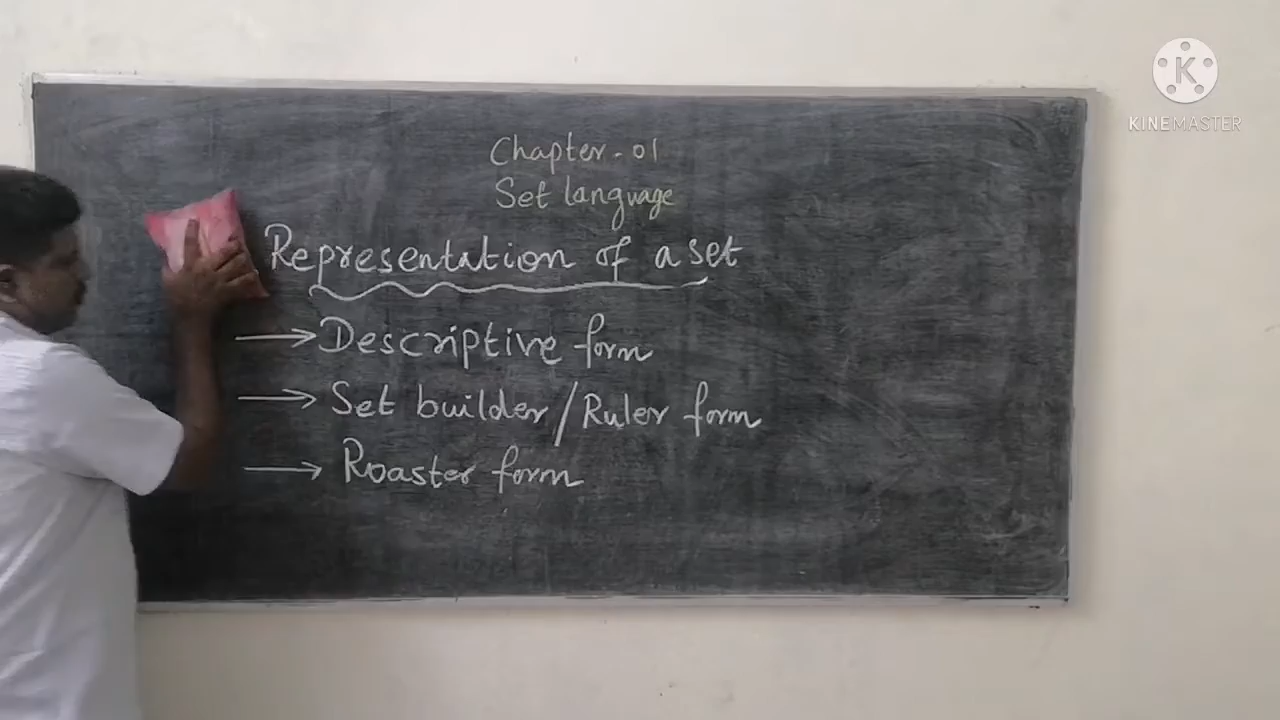 Chapter-01
Set language
Representation of a set
→ Descriptive form
→ Set builder/Ruler form
→ Roaster form
K
KINEMASTER